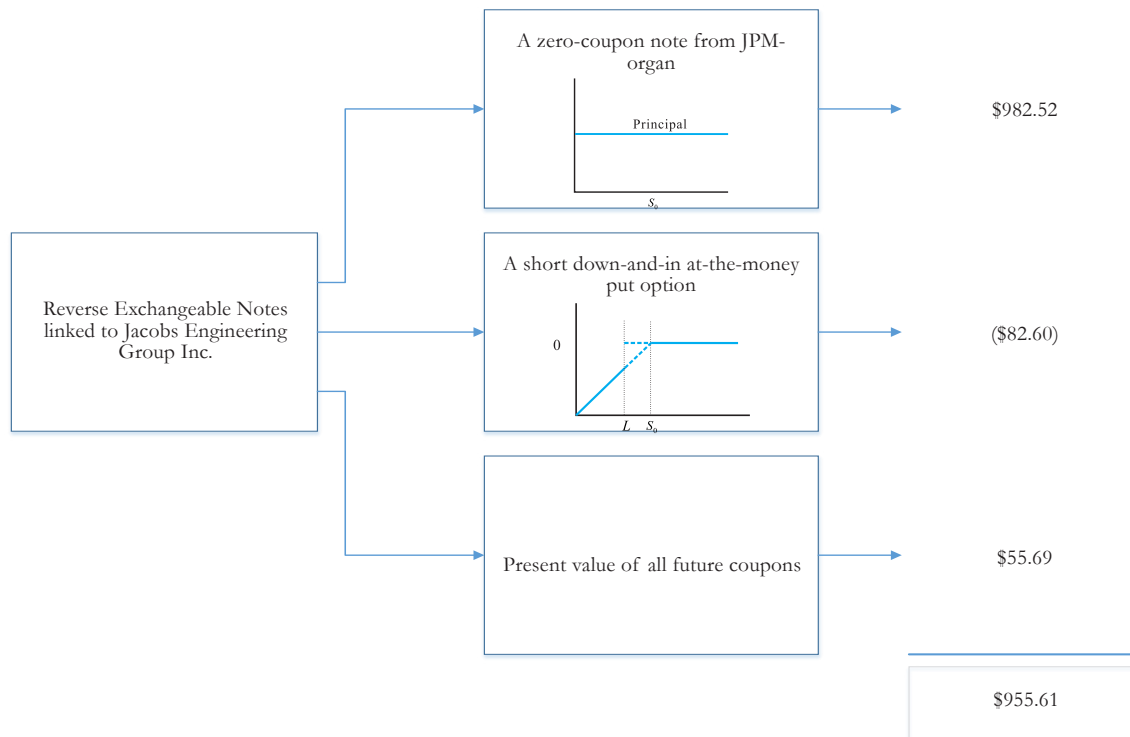 A zero-coupon note from JPM-
organ
Principal
S₀
$982.52
Reverse Exchangeable Notes
linked to Jacobs Engineering
Group Inc.
A short down-and-in at-the-money
put option
0
L S₀
($82.60)
Present value of all future coupons
$55.69
$955.61